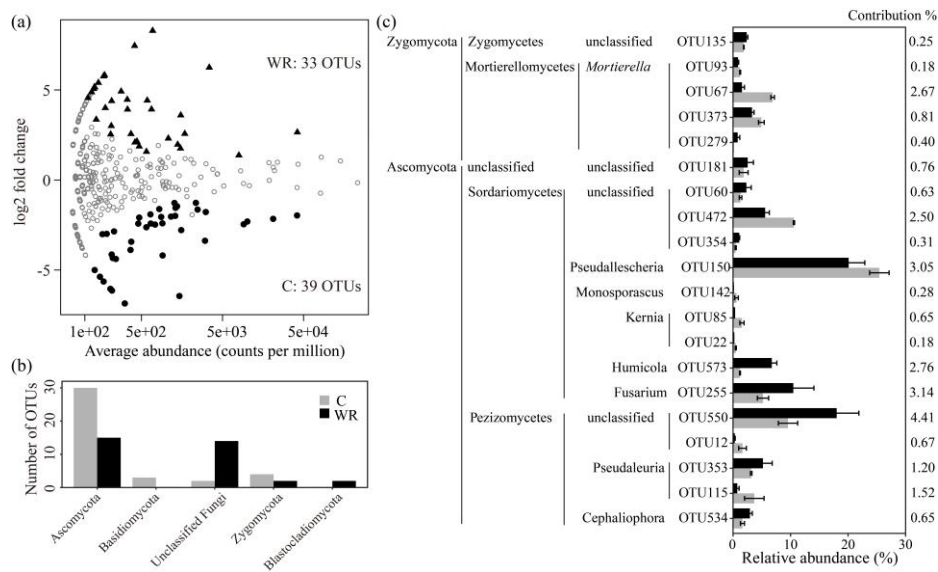 (a)
WR: 33 OTUs
C: 39 OTUs
log2 fold change
5
0
-5
1e+02 5e+02 5e+03 5e+04
Average abundance (counts per million)
(b)
Number of OTUs
30
20
10
0
C
WR
Ascomycota
Basidiomycota
Unclassified Fungi
Zygomycota
Blastocladiomycota
(c)
Contribution %
Zygomycota Zygomycetes unclassified OTU135 0.25
Mortierellomycetes Mortierella OTU93 0.18
OTU67 2.67
OTU373 0.81
OTU279 0.40
Ascomycota unclassified unclassified OTU181 0.76
Sordariomycetes unclassified OTU60 0.63
OTU472 2.50
OTU354 0.31
Pseudallescheria OTU150 3.05
Monosporascus OTU142 0.28
Kernia OTU85 0.65
OTU22 0.18
Humicola OTU573 2.76
Fusarium OTU255 3.14
Pezizomycetes unclassified OTU550 4.41
OTU12 0.67
Pseudaleuria OTU353 1.20
OTU115 1.52
Cephaliophora OTU534 0.65
0 10 20 30
Relative abundance (%)